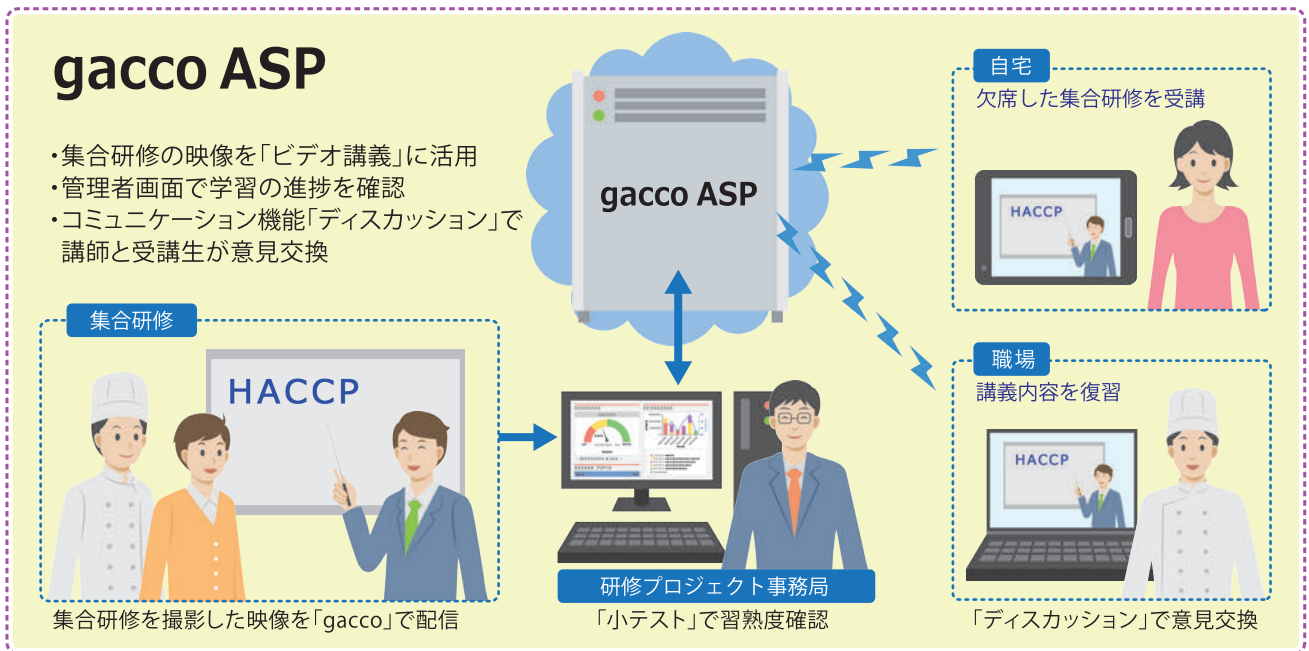 gacco ASP
・集合研修の映像を「ビデオ講義」に活用
・管理者画面で学習の進捗を確認
・コミュニケーション機能「ディスカッション」で
講師と受講生が意見交換
gacco ASP
自宅
欠席した集合研修を受講
HACCP
集合研修
HACCP
集合研修を撮影した映像を「gacco」で配信
研修プロジェクト事務局
「小テスト」で習熟度確認
職場
講義内容を復習
HACCP
「ディスカッション」で意見交換